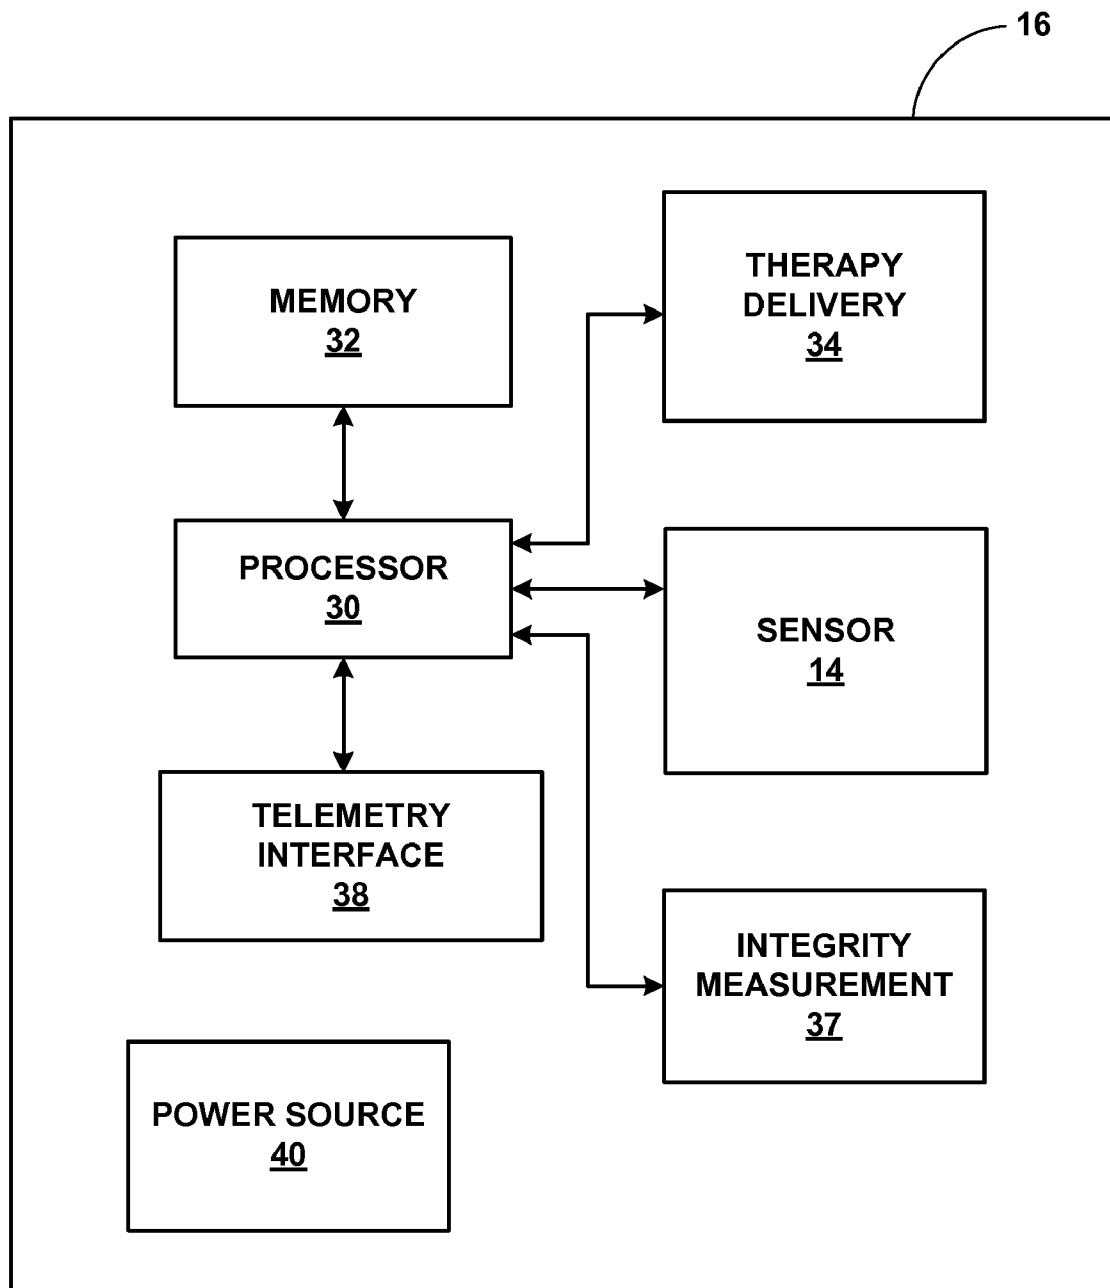 16
MEMORY
32
THERAPY
DELIVERY
34
PROCESSOR
30
SENSOR
14
TELEMETRY
INTERFACE
38
INTEGRITY
MEASUREMENT
37
POWER SOURCE
40